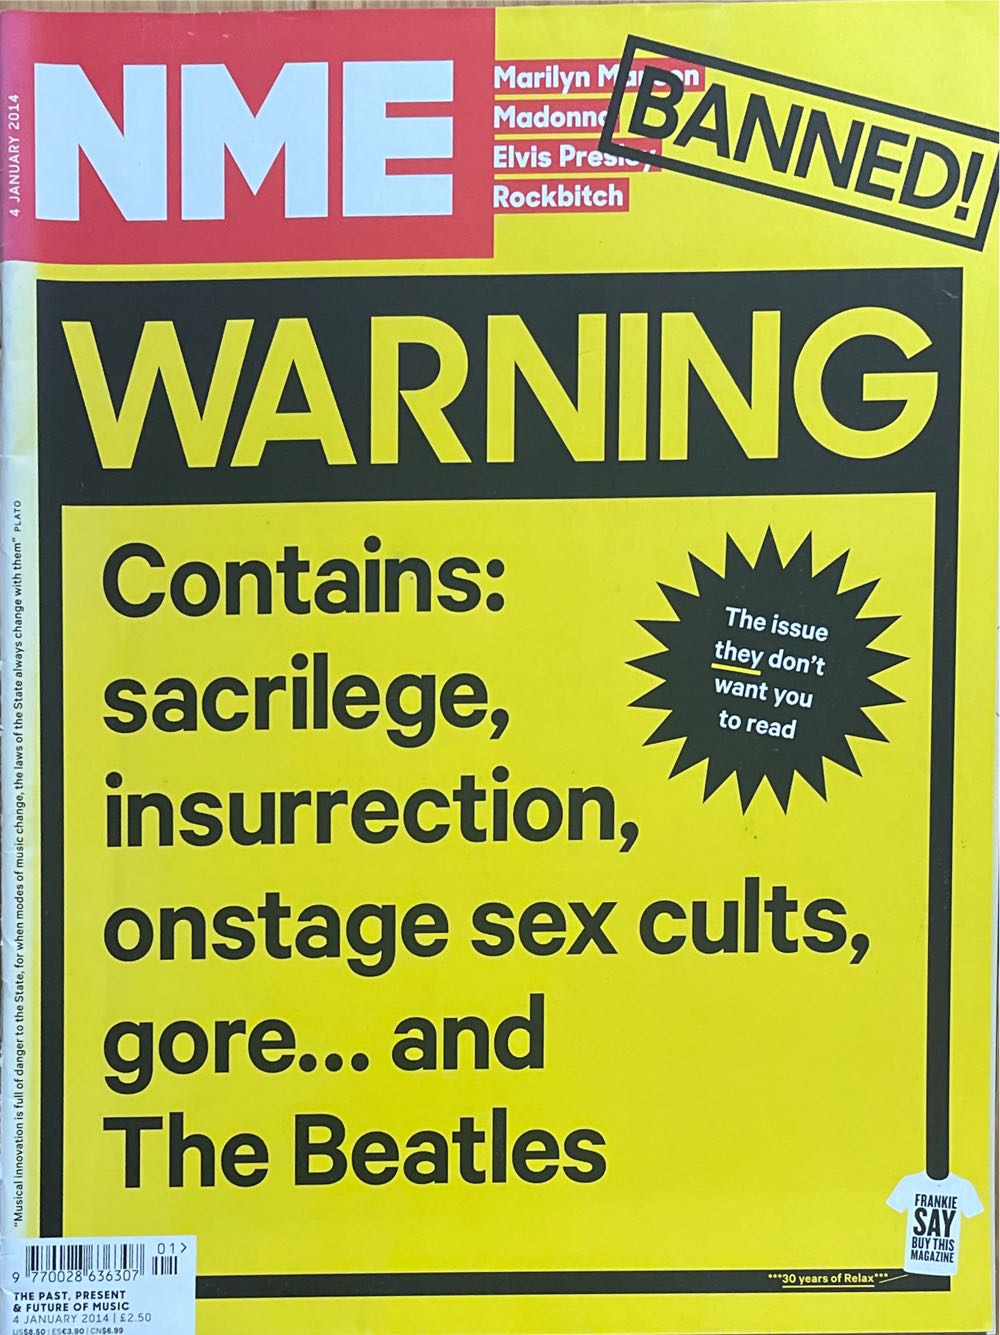 4 JANUARY 2014
NME
Marilyn Manson
Madonna
Elvis Presley
Rockbitch
BANNED!
WARNING
Contains:
sacrilege,
insurrection,
onstage sex cults,
gore... and
The Beatles
The issue
they don't
want you
to read
"Musical innovation is full of danger to the State, for when modes of music change, the laws of the State always change with them" PLATO
FRANKIE
SAY
BUY THIS
MAGAZINE
***30 years of Relax***
01>
9 770028 636307
THE PAST, PRESENT
& FUTURE OF MUSIC
4 JANUARY 2014 | £2.50
US$8.50 | ES€3.90 | CN$6.99